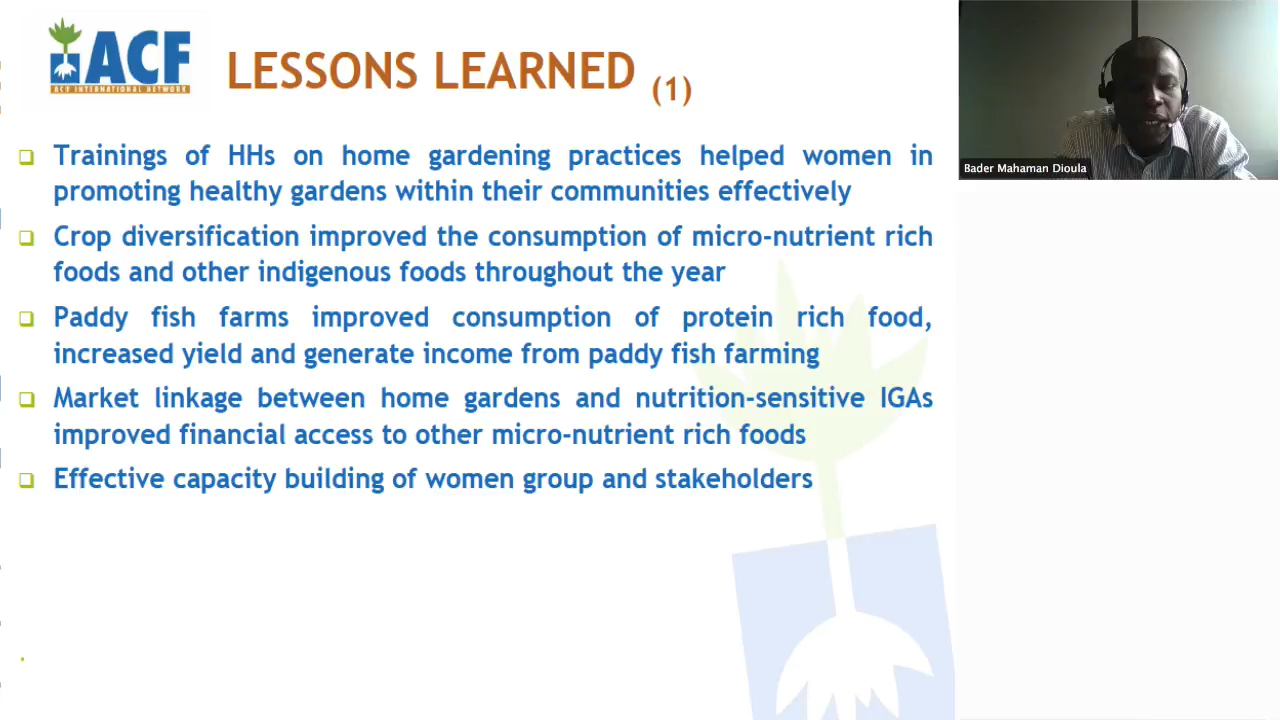 ACF
ACF INTERNATIONAL NETWORK
LESSONS LEARNED (1)
Trainings of HHs on home gardening practices helped women in
promoting healthy gardens within their communities effectively
Crop diversification improved the consumption of micro-nutrient rich
foods and other indigenous foods throughout the year
Paddy fish farms improved consumption of protein rich food,
increased yield and generate income from paddy fish farming
Market linkage between home gardens and nutrition-sensitive IGAs
improved financial access to other micro-nutrient rich foods
Effective capacity building of women group and stakeholders
Bader Mahaman Dioula